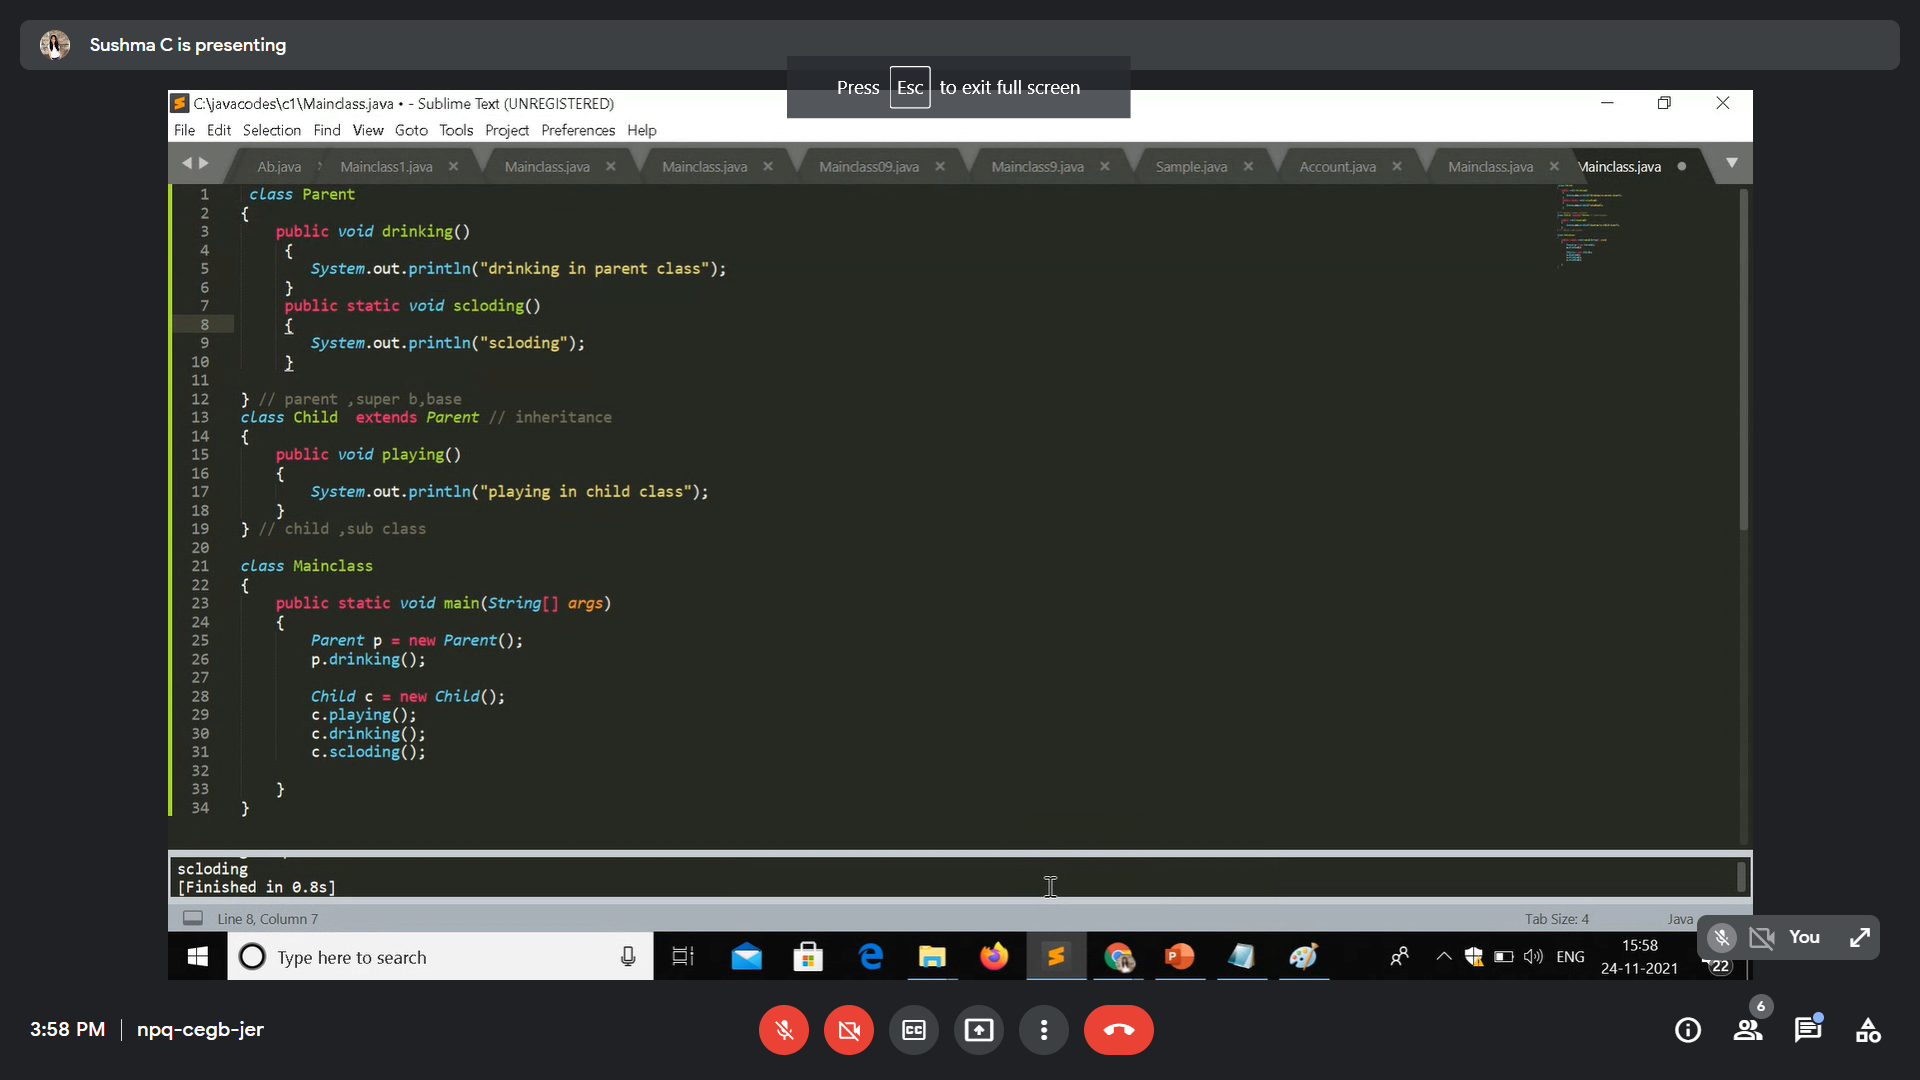 Sushma C is presenting
Press Esc to exit full screen
C:\javacodes\c1\Mainclass.java • - Sublime Text (UNREGISTERED)
File Edit Selection Find View Goto Tools Project Preferences Help
Ab.java Mainclass1.java Mainclass.java Mainclass.java Mainclass09.java Mainclass9.java Sample.java Account.java Mainclass.java Mainclass.java
1 class Parent
2 {
3 public void drinking()
4 {
5 System.out.println("drinking in parent class");
6 }
7 public static void scloding()
8 {
9 System.out.println("scloding");
10 }
11
12 } // parent ,super b,base
13 class Child  extends Parent // inheritance
14 {
15 public void playing()
16 {
17 System.out.println("playing in child class");
18 }
19 } // child ,sub class
20
21 class Mainclass
22 {
23 public static void main(String[] args)
24 {
25 Parent p = new Parent();
26 p.drinking();
27
28 Child c = new Child();
29 c.playing();
30 c.drinking();
31 c.scloding();
32
33 }
34 }
scloding
[Finished in 0.8s]
Line 8, Column 7 Tab Size: 4 Java
You
Type here to search
ENG
15:58
24-11-2021
22
3:58 PM | npq-cegb-jer
6